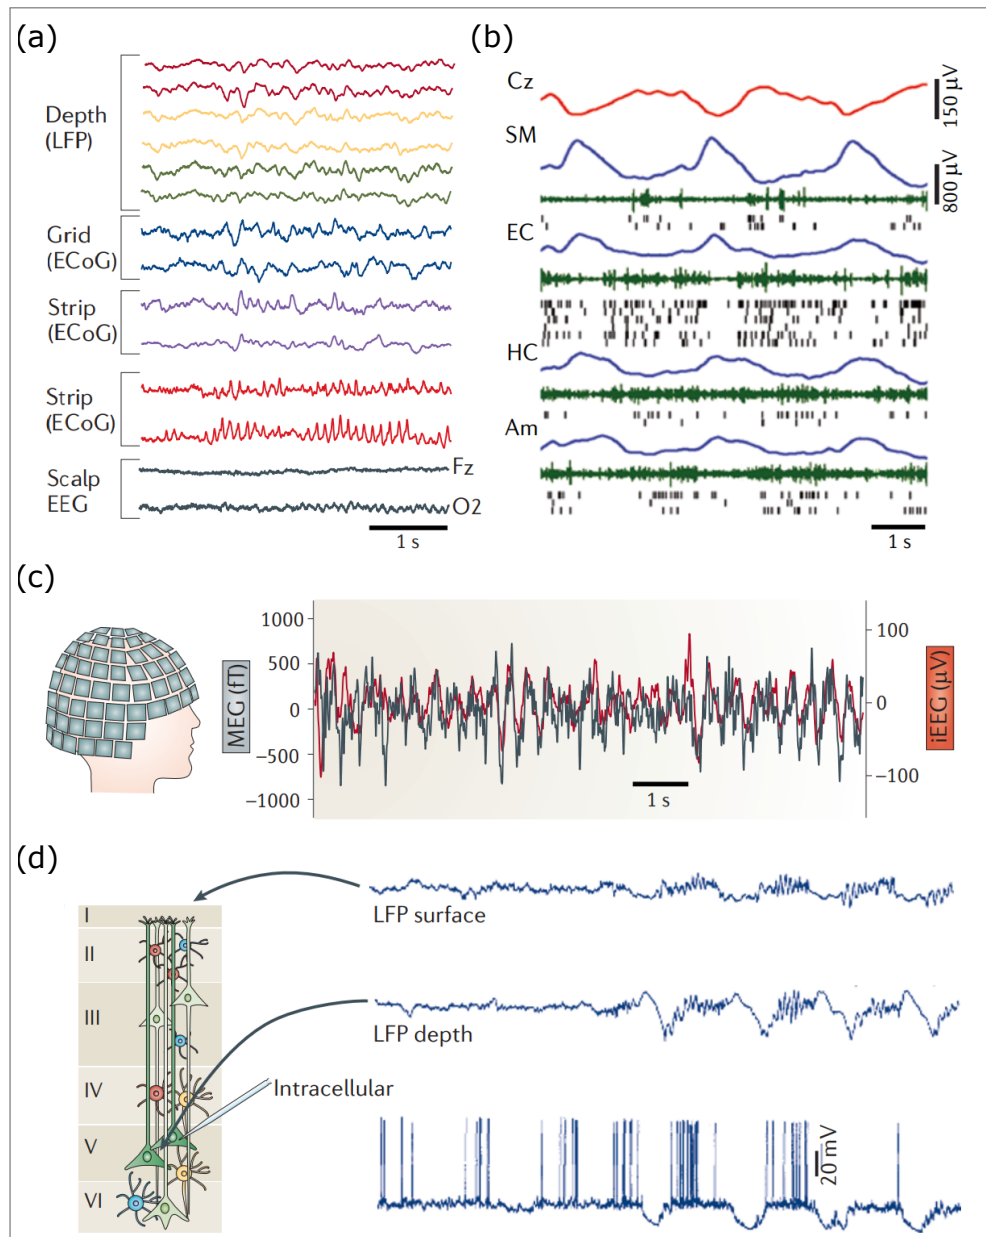 (a)
Depth
(LFP)
Grid
(ECoG)
Strip
(ECoG)
Strip
(ECoG)
Scalp
EEG
Fz
O2
1 s
(b)
Cz
150 µV
SM
800 µV
EC
HC
Am
1 s
(c)
MEG (FT)
1000
500
0
−500
−1000
1 s
100
0
−100
iEEG (µV)
(d)
I
II
III
IV
V
VI
LFP surface
LFP depth
Intracellular
20 mV